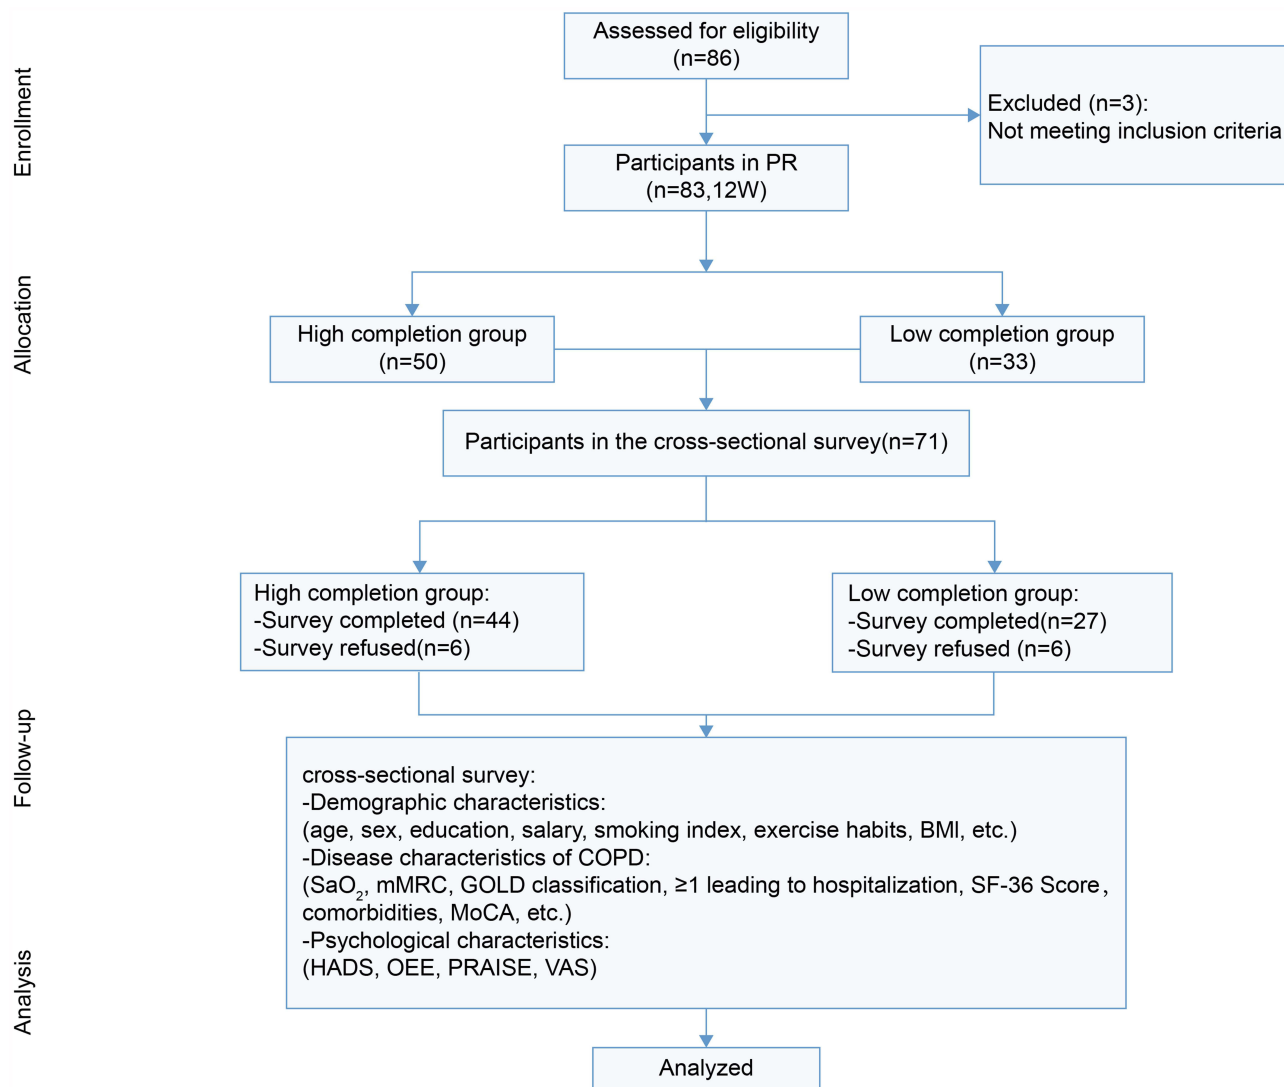 Assessed for eligibility
(n=86)
Enrollment
Excluded (n=3):
Not meeting inclusion criteria
Participants in PR
(n=83,12W)
Allocation
High completion group
(n=50)
Low completion group
(n=33)
Participants in the cross-sectional survey(n=71)
High completion group:
-Survey completed (n=44)
-Survey refused(n=6)
Low completion group:
-Survey completed(n=27)
-Survey refused (n=6)
Follow-up
cross-sectional survey:
-Demographic characteristics:
(age, sex, education, salary, smoking index, exercise habits, BMI, etc.)
-Disease characteristics of COPD:
(SaO₂, mMRC, GOLD classification, ≥1 leading to hospitalization, SF-36 Score,
comorbidities, MoCA, etc.)
-Psychological characteristics:
(HADS, OEE, PRAISE, VAS)
Analysis
Analyzed